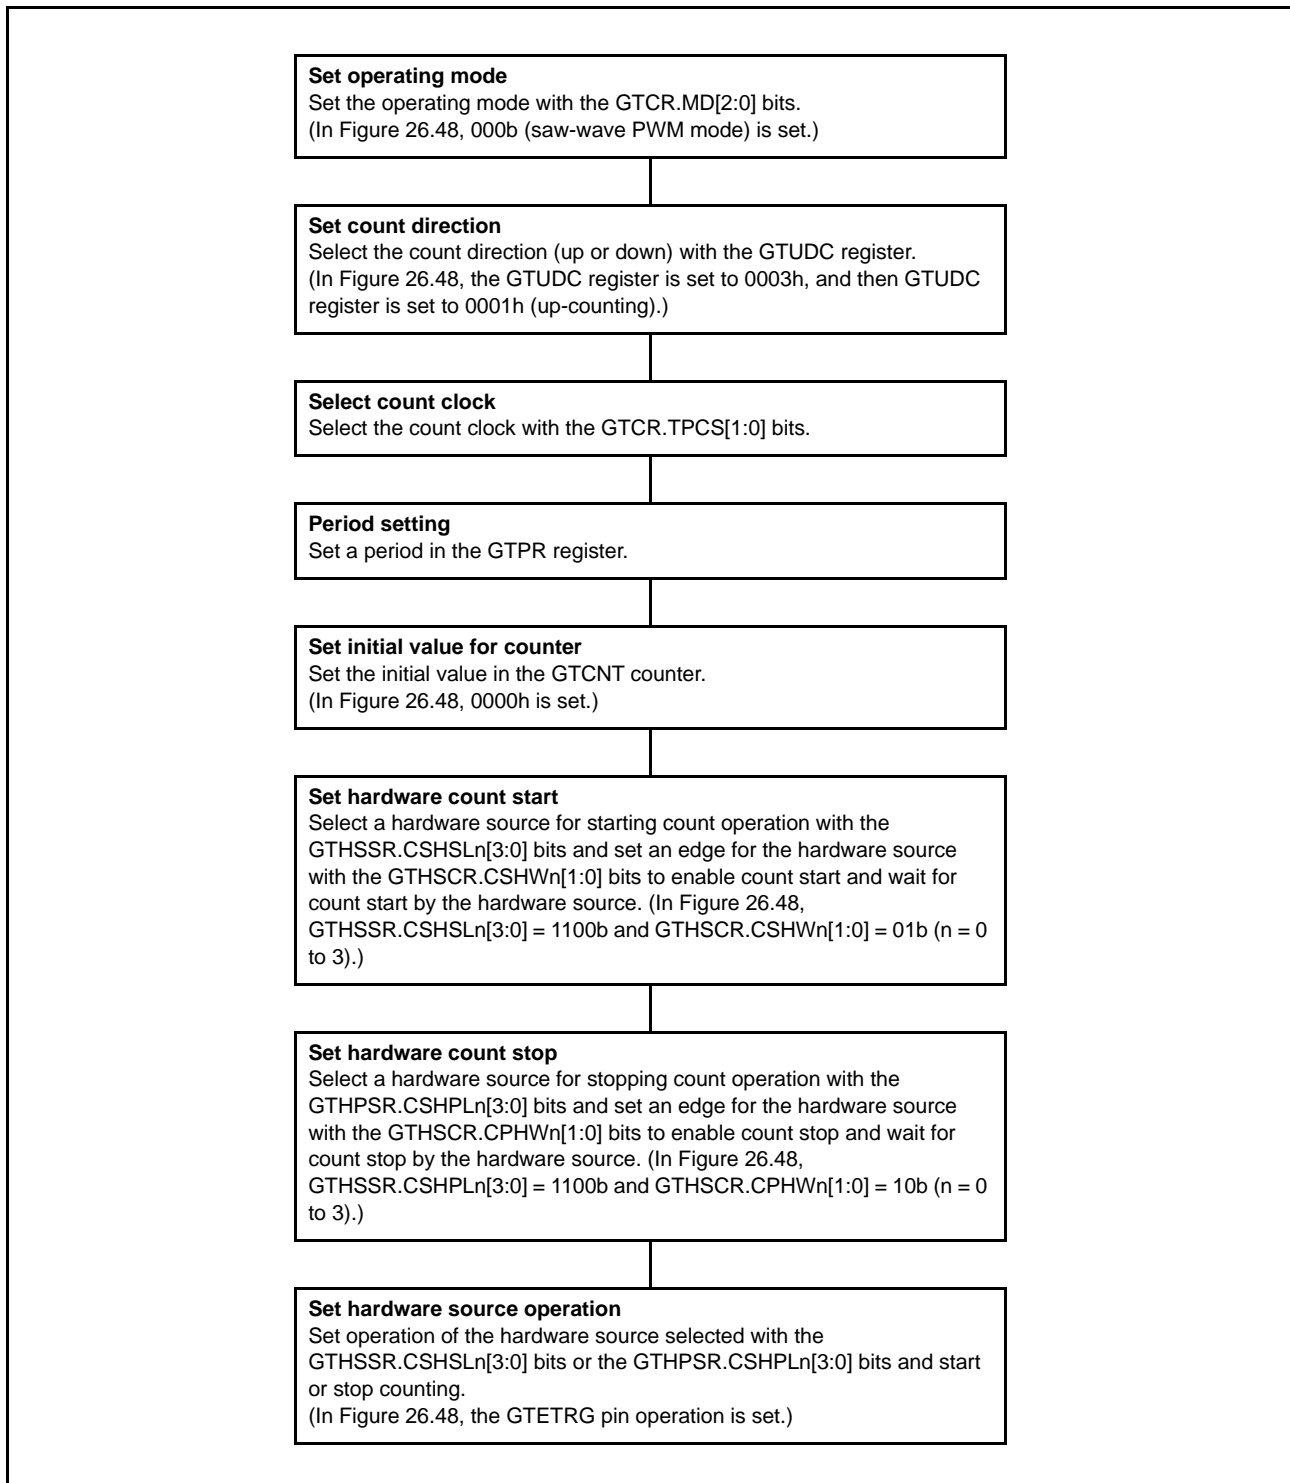 Set operating mode
Set the operating mode with the GTCR.MD[2:0] bits.
(In Figure 26.48, 000b (saw-wave PWM mode) is set.)
Set count direction
Select the count direction (up or down) with the GTUDC register.
(In Figure 26.48, the GTUDC register is set to 0003h, and then GTUDC
register is set to 0001h (up-counting).)
Select count clock
Select the count clock with the GTCR.TPCS[1:0] bits.
Period setting
Set a period in the GTPR register.
Set initial value for counter
Set the initial value in the GTCNT counter.
(In Figure 26.48, 0000h is set.)
Set hardware count start
Select a hardware source for starting count operation with the
GTHSSR.CSHSLn[3:0] bits and set an edge for the hardware source
with the GTHSCR.CSHWn[1:0] bits to enable count start and wait for
count start by the hardware source. (In Figure 26.48,
GTHSSR.CSHSLn[3:0] = 1100b and GTHSCR.CSHWn[1:0] = 01b (n = 0
to 3).)
Set hardware count stop
Select a hardware source for stopping count operation with the
GTHPSR.CSHPLn[3:0] bits and set an edge for the hardware source
with the GTHSCR.CPHWn[1:0] bits to enable count stop and wait for
count stop by the hardware source. (In Figure 26.48,
GTHSSR.CSHPLn[3:0] = 1100b and GTHSCR.CPHWn[1:0] = 10b (n = 0
to 3).)
Set hardware source operation
Set operation of the hardware source selected with the
GTHSSR.CSHSLn[3:0] bits or the GTHPSR.CSHPLn[3:0] bits and start
or stop counting.
(In Figure 26.48, the GTETRG pin operation is set.)